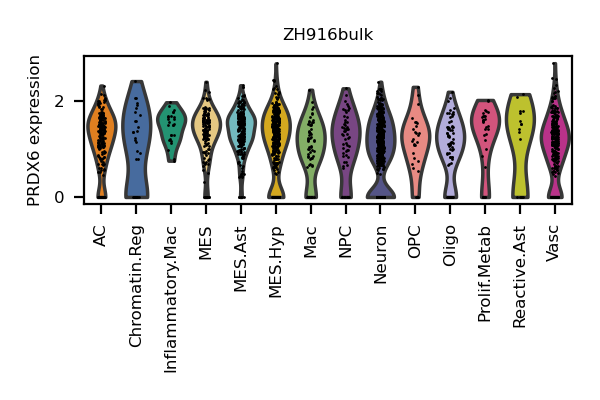 ZH916bulk
PRDX6 expression
2
0
AC
Chromatin.Reg
Inflammatory.Mac
MES
MES.Ast
MES.Hyp
Mac
NPC
Neuron
OPC
Oligo
Prolif.Metab
Reactive.Ast
Vasc